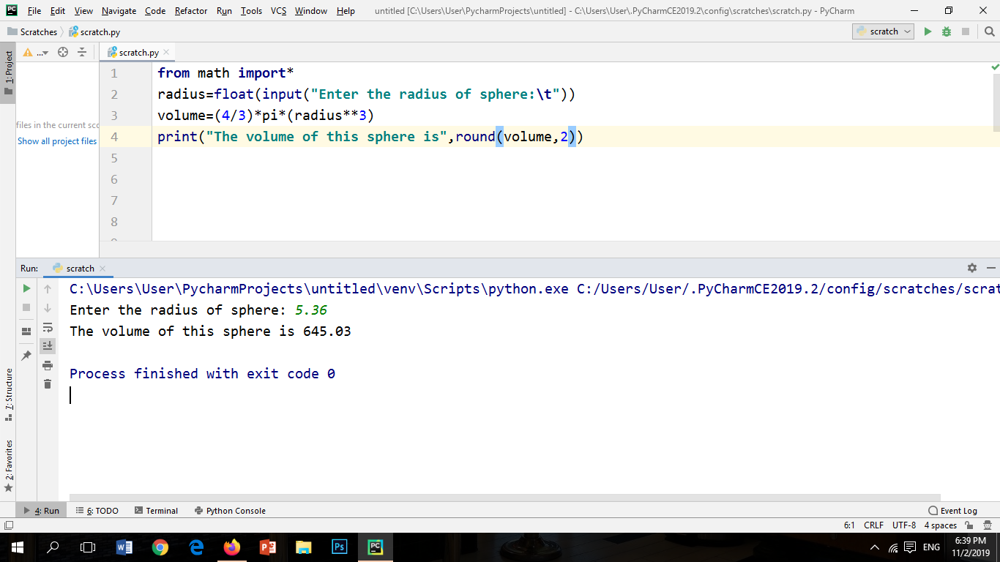 File Edit View Navigate Code Refactor Run Tools VCS Window Help untitled [C:\Users\User\PycharmProjects\untitled] - C:\Users\User\.PyCharmCE2019.2\config\scratches\scratch.py - PyCharm
Scratches scratch.py scratch
1: Project ... scratch.py
1 from math import*
2 radius=float(input("Enter the radius of sphere:\t"))
3 volume=(4/3)*pi*(radius**3)
files in the current sco
4 print("The volume of this sphere is",round(volume,2))
Show all project files
5
6
7
8
Run: scratch
C:\Users\User\PycharmProjects\untitled\venv\Scripts\python.exe C:/Users/User/.PyCharmCE2019.2/config/scratches/scrat
Enter the radius of sphere: 5.36
The volume of this sphere is 645.03
Process finished with exit code 0
7: Structure
2: Favorites
4: Run 6: TODO Terminal Python Console Event Log
6:1 CRLF UTF-8 4 spaces
W P Ps PC ENG 6:39 PM
11/2/2019